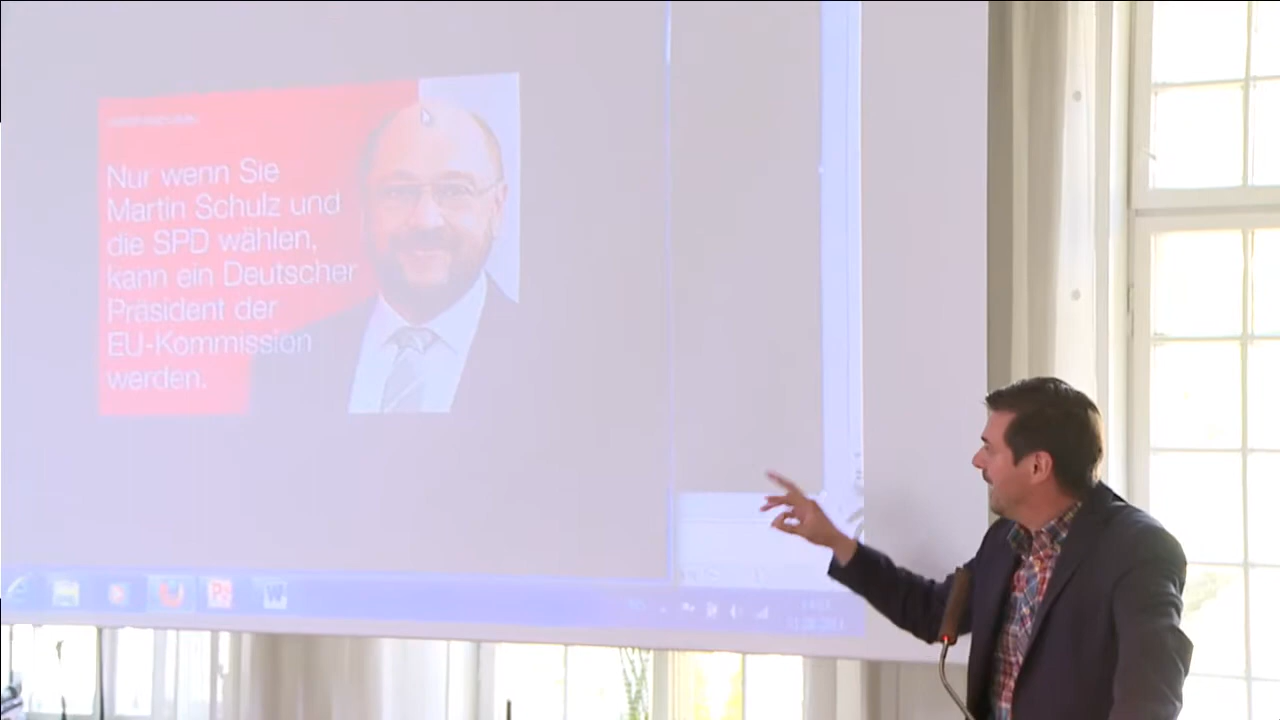 Nur wenn Sie
Martin Schulz und
die SPD wählen,
kann ein Deutscher
Präsident der
EU-Kommission
werden.